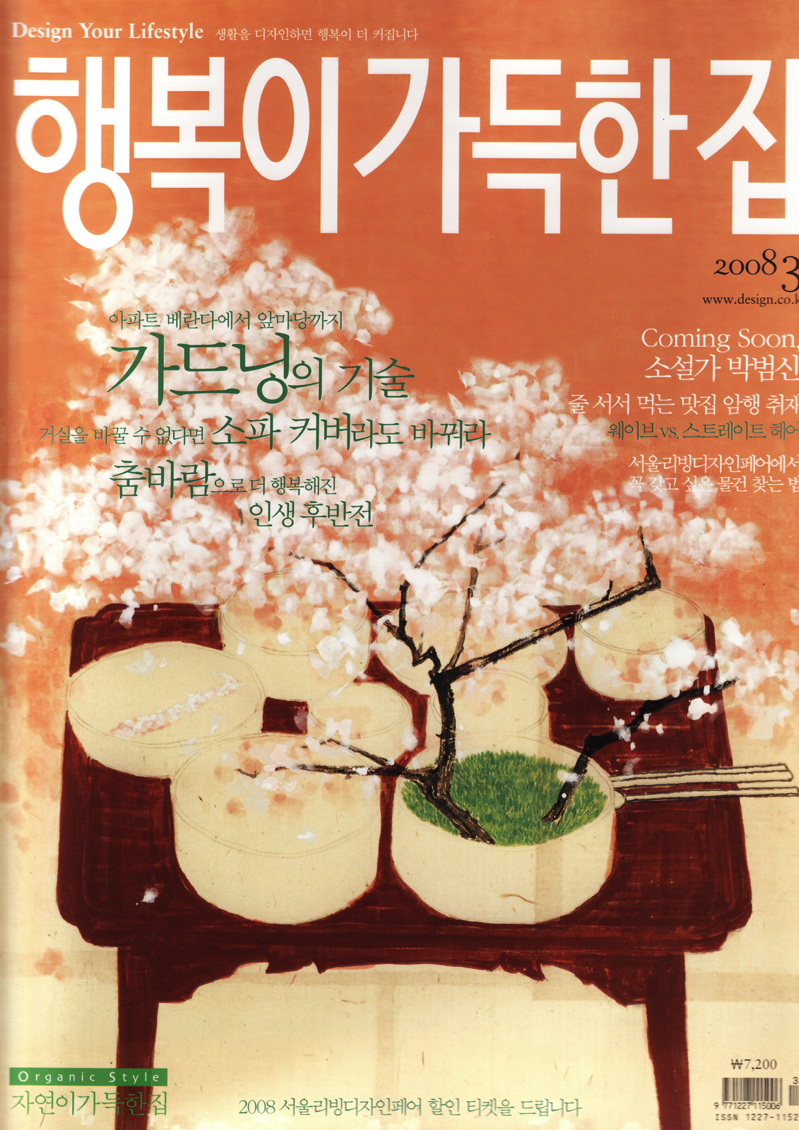 Design Your Lifestyle 생활을 디자인하면 행복이 더 커집니다
행복이 가득한 집
2008 3
www.design.co.k
아파트 베란다에서 앞마당까지
가드닝의 기술
거실을 바꿀 수 없다면 소파 커버라도 바꿔라
춤바람으로 더 행복해진
인생 후반전
Coming Soon,
소설가 박범신
줄 서서 먹는 맛집 암행 취재
웨이브 vs. 스트레이트 헤어
서울리빙디자인페어에서
꼭 갖고 싶은 물건 찾는 법
Organic Style
자연이가득한집
2008 서울리빙디자인페어 할인 티켓을 드립니다
₩7,200
3
9 771227 115006
ISSN 1227-1152